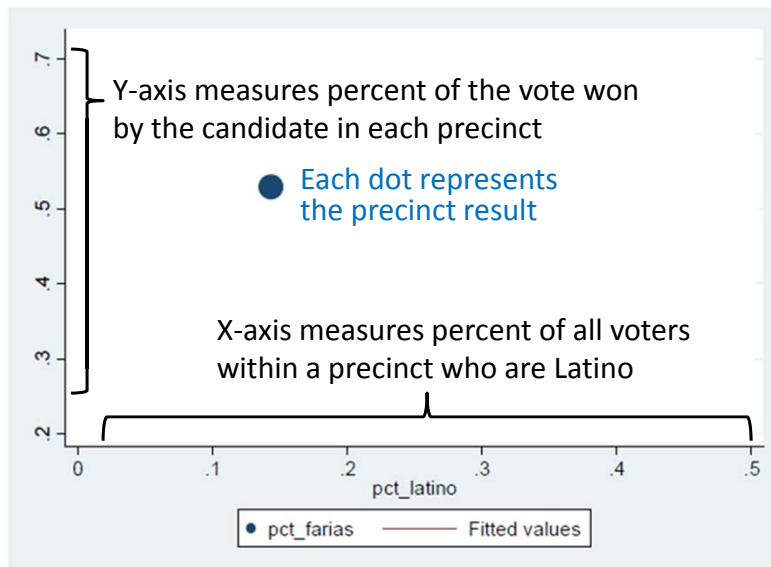 .7
Y-axis measures percent of the vote won
by the candidate in each precinct
.6
Each dot represents
the precinct result
.5
.4
X-axis measures percent of all voters
within a precinct who are Latino
.3
.2
0 .1 .2 .3 .4 .5
pct_latino
pct_farias Fitted values